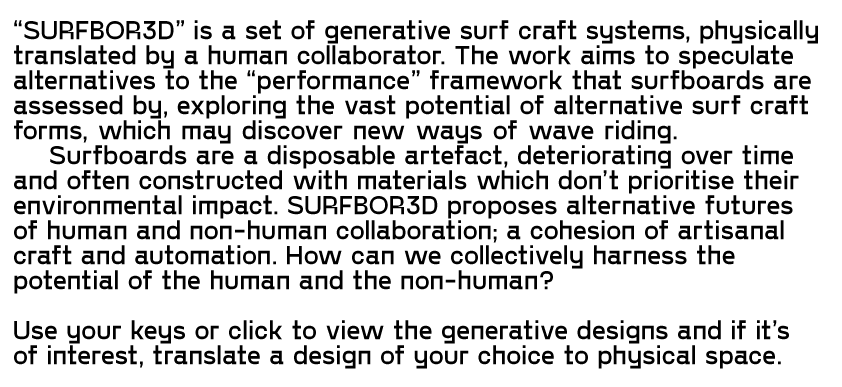 “SURFBOR3D” is a set of generative surf craft systems, physically
translated by a human collaborator. The work aims to speculate
alternatives to the “performance” framework that surfboards are
assessed by, exploring the vast potential of alternative surf craft
forms, which may discover new ways of wave riding.
Surfboards are a disposable artefact, deteriorating over time
and often constructed with materials which don’t prioritise their
environmental impact. SURFBOR3D proposes alternative futures
of human and non-human collaboration; a cohesion of artisanal
craft and automation. How can we collectively harness the
potential of the human and the non-human?
Use your keys or click to view the generative designs and if it’s
of interest, translate a design of your choice to physical space.